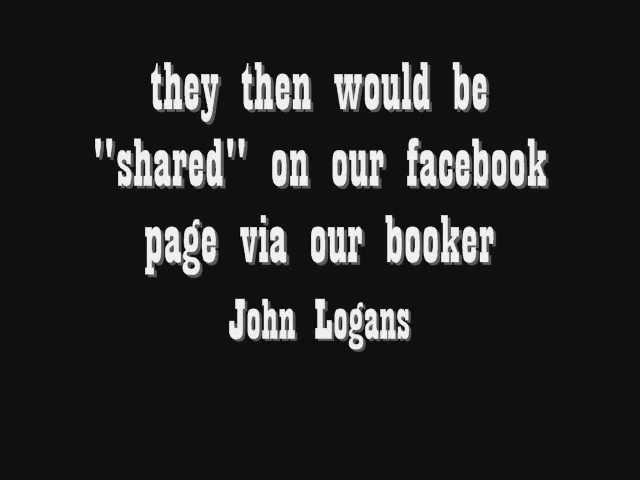 they then would be
"shared" on our facebook
page via our booker
John Logans